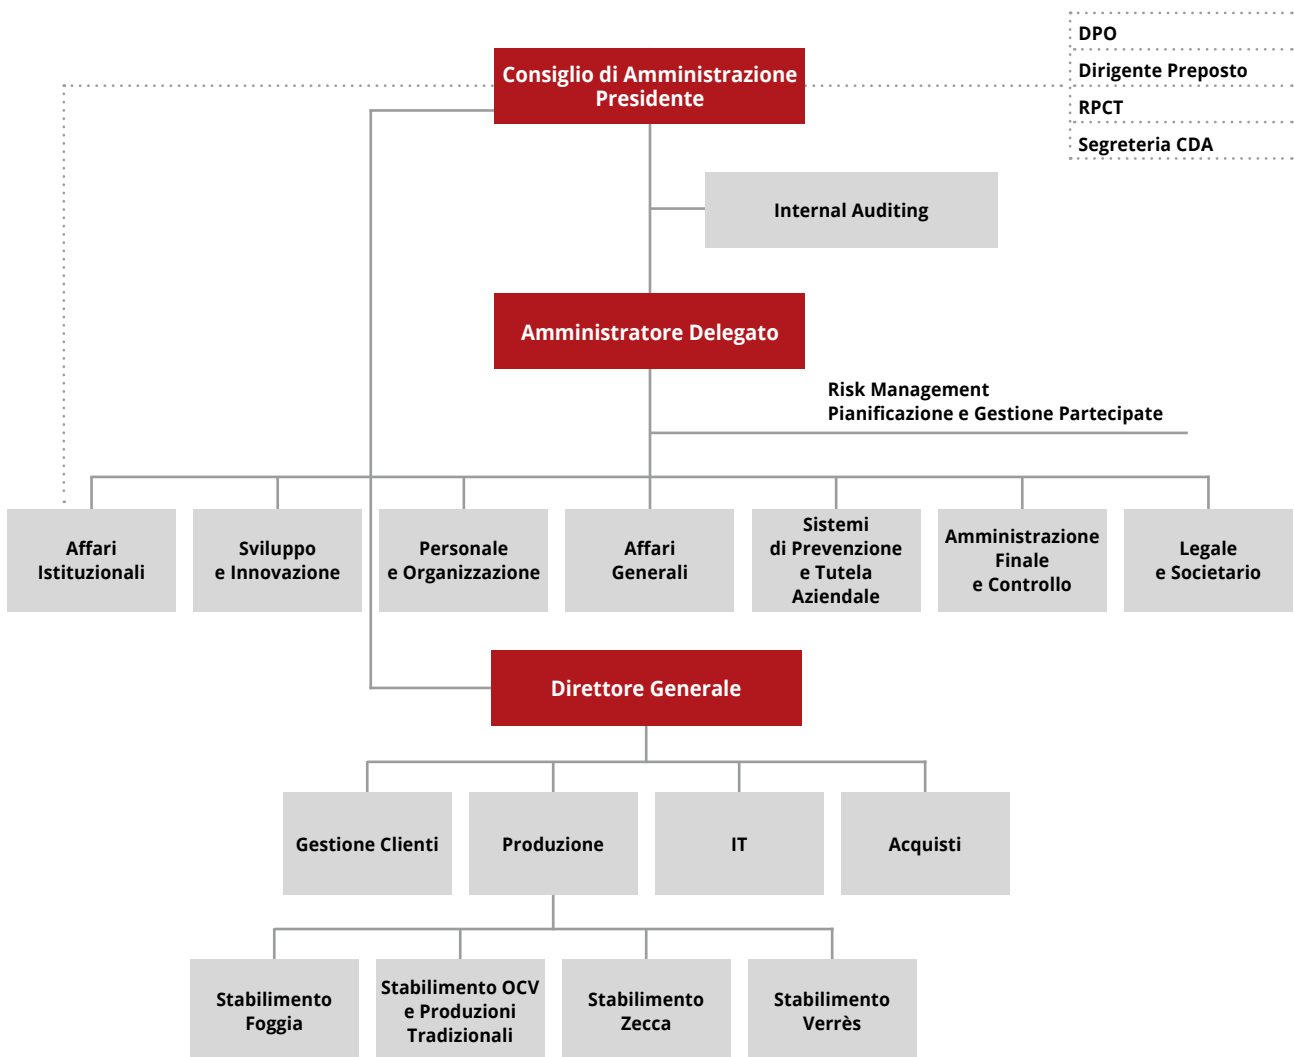 DPO
Dirigente Preposto
RPCT
Segreteria CDA
Consiglio di Amministrazione
Presidente
Internal Auditing
Amministratore Delegato
Risk Management
Pianificazione e Gestione Partecipate
Affari
Istituzionali
Sviluppo
e Innovazione
Personale
e Organizzazione
Affari
Generali
Sistemi
di Prevenzione
e Tutela
Aziendale
Amministrazione
Finale
e Controllo
Legale
e Societario
Direttore Generale
Gestione Clienti
Produzione
IT
Acquisti
Stabilimento
Foggia
Stabilimento OCV
e Produzioni
Tradizionali
Stabilimento
Zecca
Stabilimento
Verrès